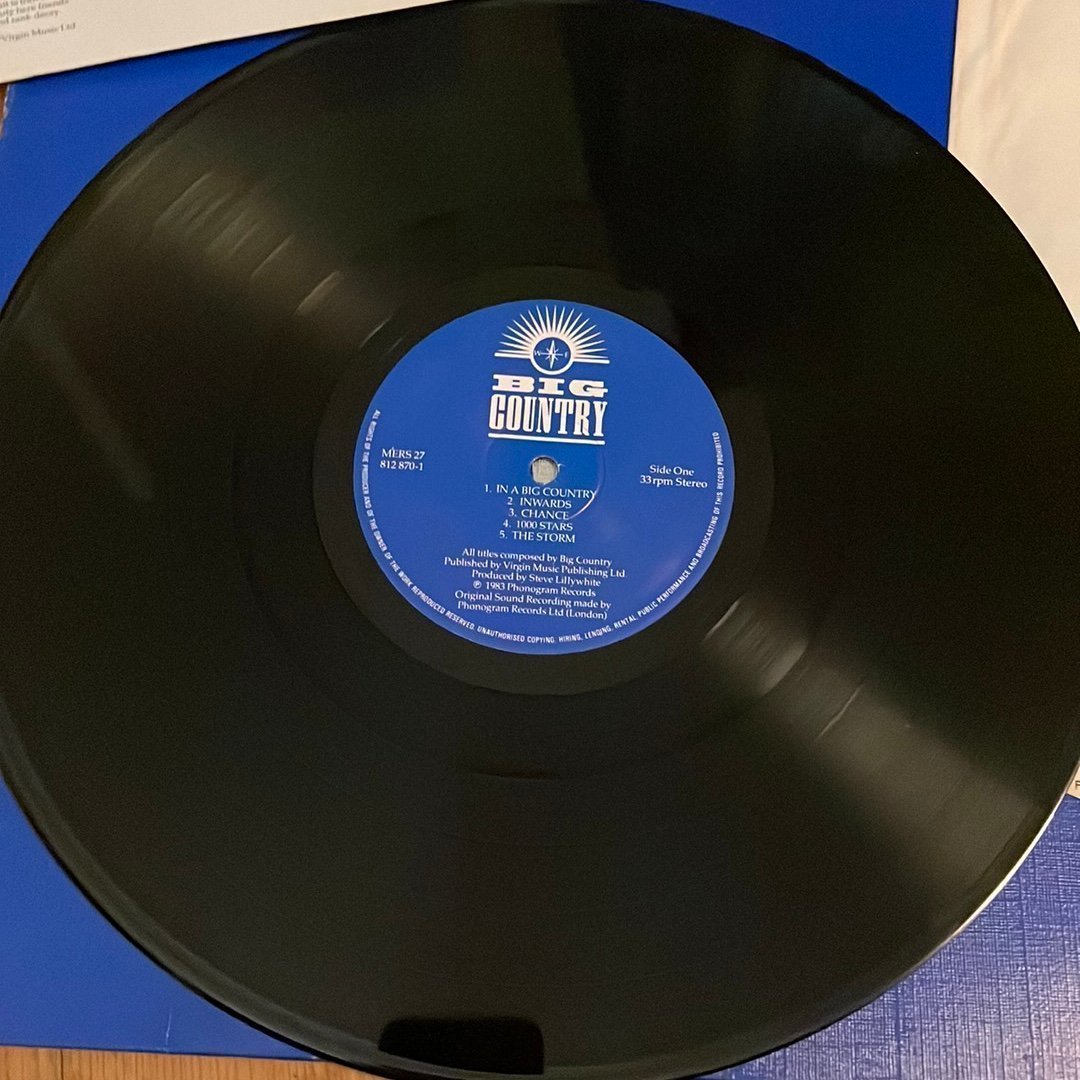 Virgin Music Ltd
W E
BIG
COUNTRY
MERS 27
812 870-1
Side One
33 rpm Stereo
1. IN A BIG COUNTRY
2. INWARDS
3. CHANCE
4. 1000 STARS
5. THE STORM
All titles composed by Big Country
Published by Virgin Music Publishing Ltd.
Produced by Steve Lillywhite
℗ 1983 Phonogram Records
Original Sound Recording made by
Phonogram Records Ltd (London)
ALL RIGHTS OF THE PRODUCER AND OF THE OWNER OF THE WORK REPRODUCED RESERVED. UNAUTHORISED COPYING, HIRING, LENDING, RENTAL, PUBLIC PERFORMANCE AND BROADCASTING OF THIS RECORD PROHIBITED